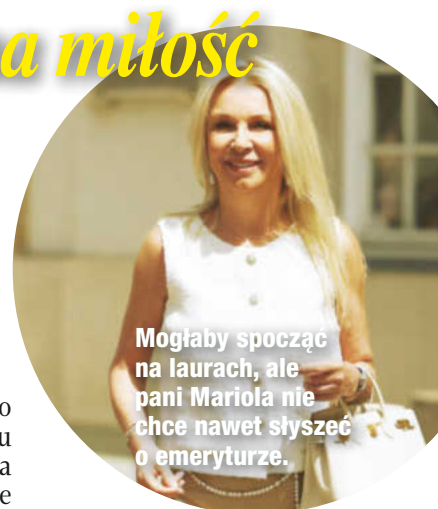 a miłość
Mogłaby spocząć
na laurach, ale
pani Mariola nie
chce nawet słyszeć
o emeryturze.
o
u
a
e